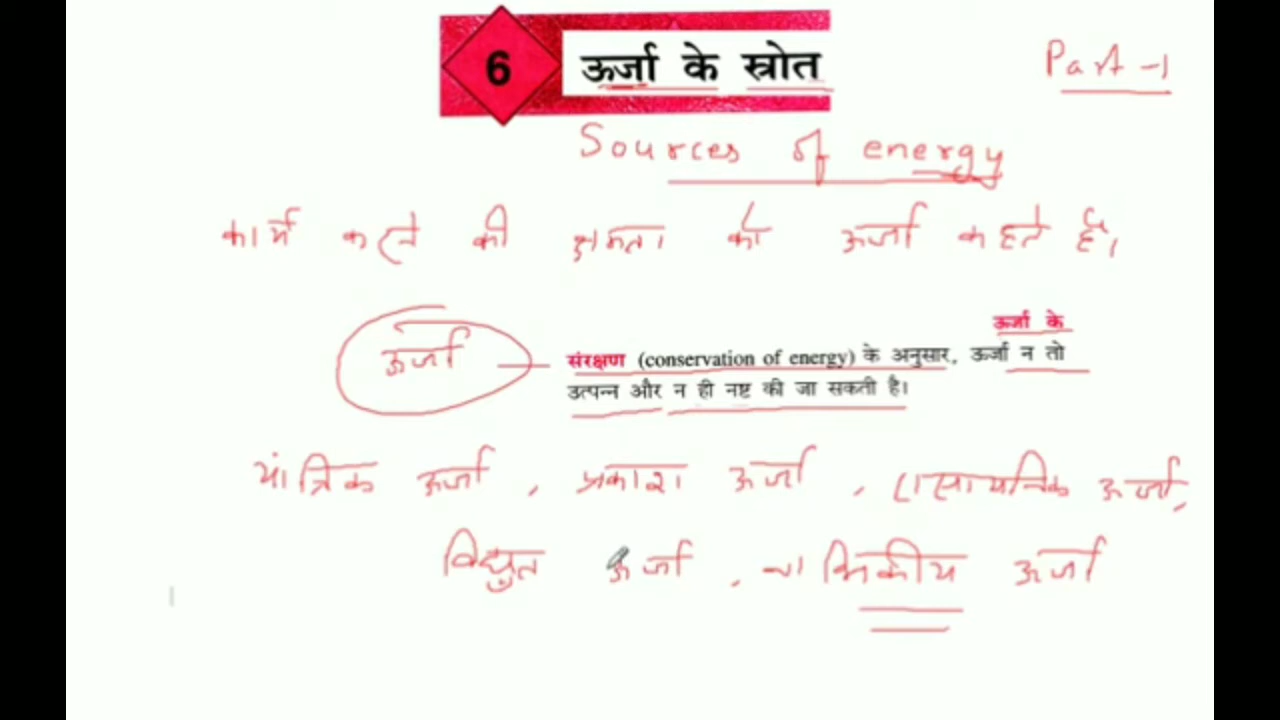 6 ऊर्जा के स्रोत
Part -1
Sources of energy
कार्य करने की क्षमता को ऊर्जा कहते हैं।
ऊर्जा
ऊर्जा के
संरक्षण (conservation of energy) के अनुसार, ऊर्जा न तो
उत्पन्न और न ही नष्ट की जा सकती है।
यांत्रिक ऊर्जा, प्रकाश ऊर्जा, रासायनिक ऊर्जा,
विद्युत ऊर्जा, नाभिकीय ऊर्जा